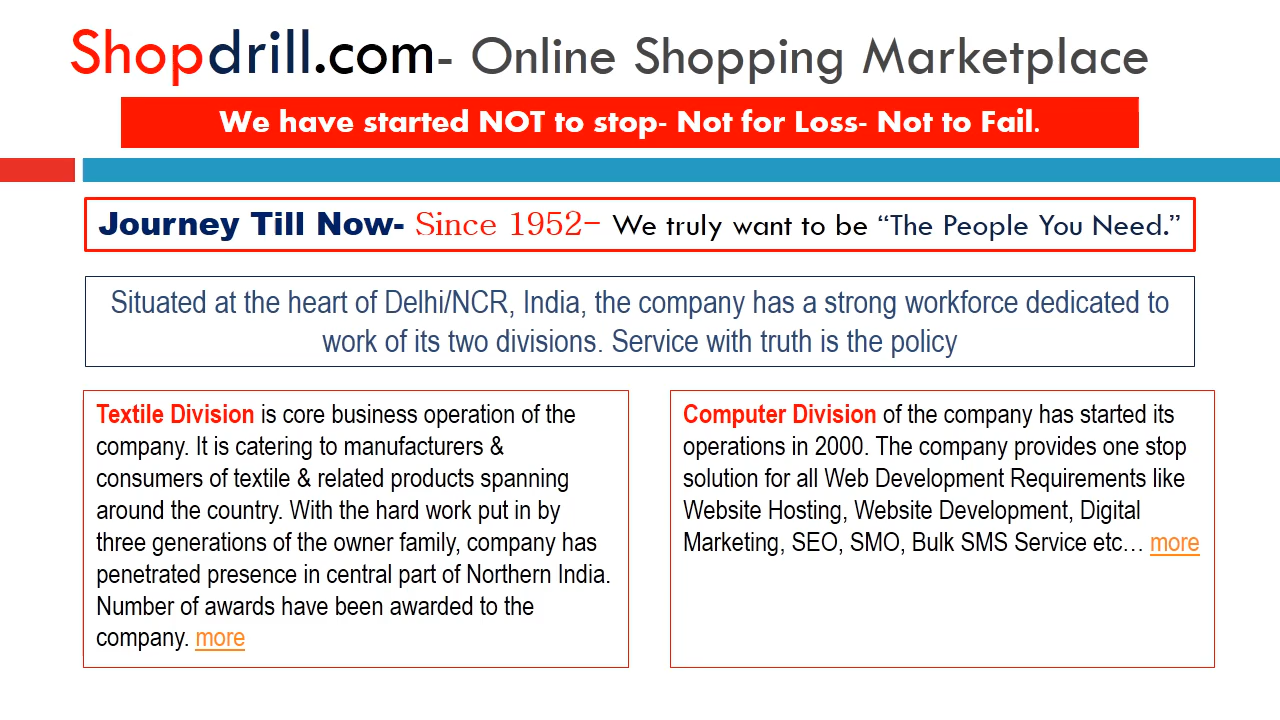 Shopdrill.com- Online Shopping Marketplace
We have started NOT to stop- Not for Loss- Not to Fail.
Journey Till Now- Since 1952- We truly want to be “The People You Need.”
Situated at the heart of Delhi/NCR, India, the company has a strong workforce dedicated to
work of its two divisions. Service with truth is the policy
Textile Division is core business operation of the
company. It is catering to manufacturers &
consumers of textile & related products spanning
around the country. With the hard work put in by
three generations of the owner family, company has
penetrated presence in central part of Northern India.
Number of awards have been awarded to the
company. more
Computer Division of the company has started its
operations in 2000. The company provides one stop
solution for all Web Development Requirements like
Website Hosting, Website Development, Digital
Marketing, SEO, SMO, Bulk SMS Service etc… more